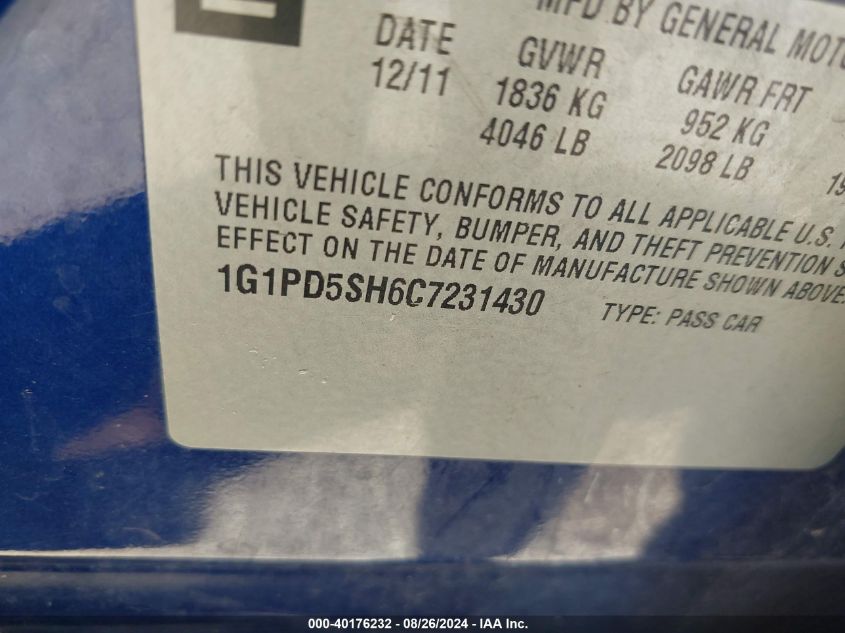 MFD BY GENERAL
DATE GVWR GAWR FRT
12/11 1836 KG 952 KG
4046 LB 2098 LB 19
THIS VEHICLE CONFORMS TO ALL APPLICABLE U.S.
VEHICLE SAFETY, BUMPER, AND THEFT PREVENTION S
EFFECT ON THE DATE OF MANUFACTURE SHOWN ABOVE.
1G1PD5SH6C7231430 TYPE: PASS CAR
000-40176232 - 08/26/2024 - IAA Inc.